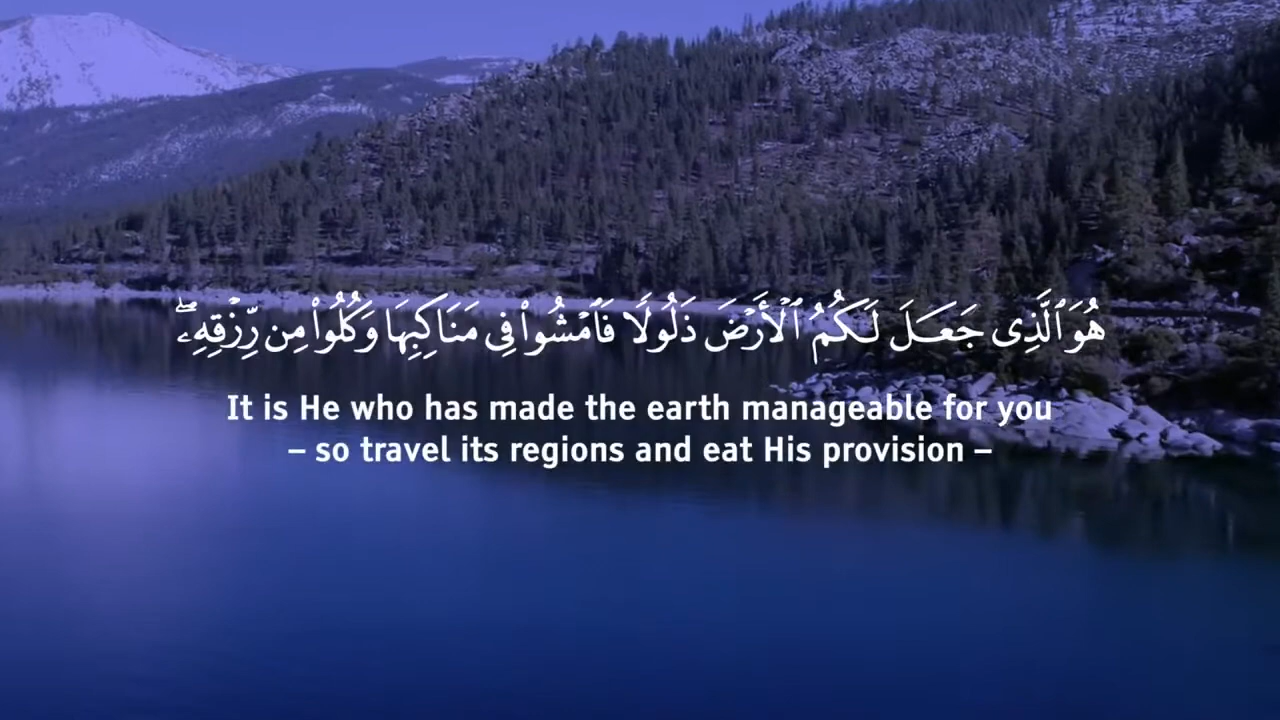 هُوَ ٱلَّذِى جَعَلَ لَكُمُ ٱلْأَرْضَ ذَلُولًا فَٱمْشُوا۟ فِى مَنَاكِبِهَا وَكُلُوا۟ مِن رِّزْقِهِۦ ۖ
It is He who has made the earth manageable for you
– so travel its regions and eat His provision –